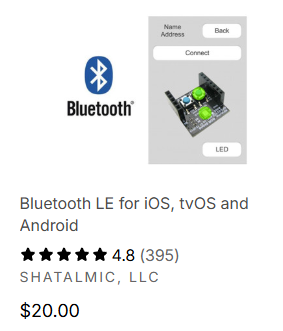 Name
Address
Back
Connect
Bluetooth®
LED
Bluetooth LE for iOS, tvOS and
Android
4.8 (395)
SHATALMIC, LLC
$20.00